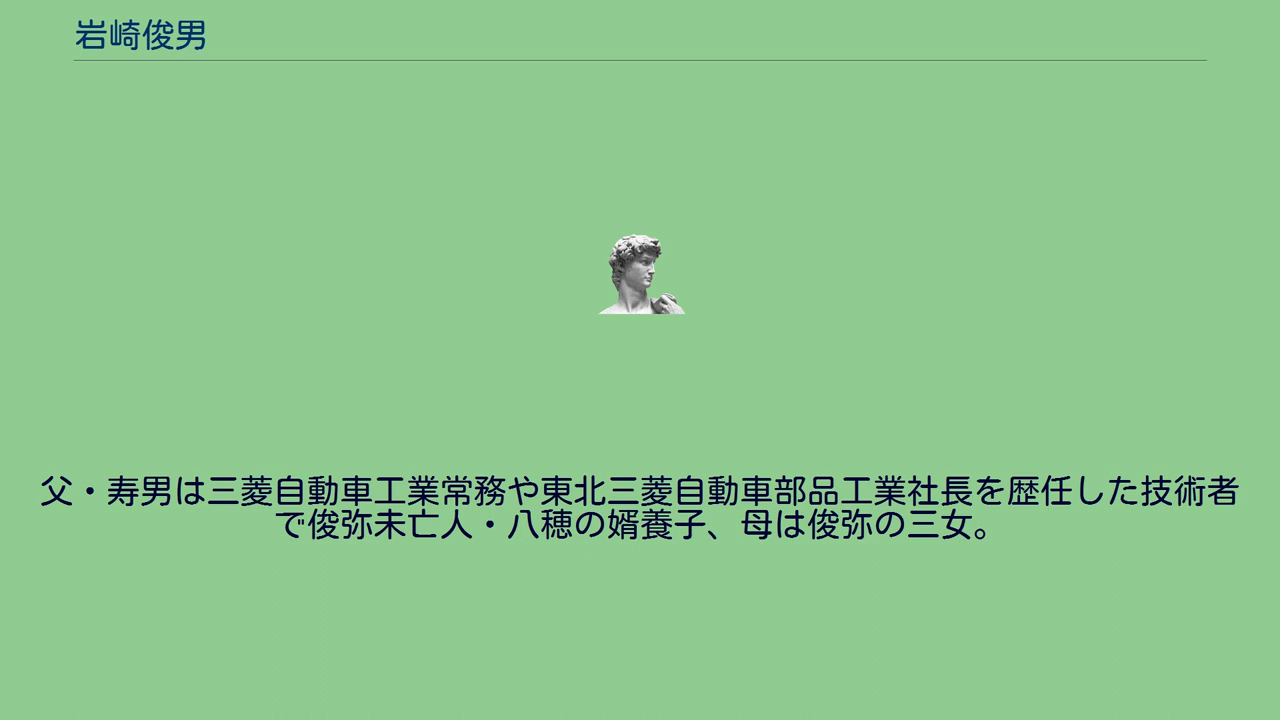 岩崎俊男
父・寿男は三菱自動車工業常務や東北三菱自動車部品工業社長を歴任した技術者
で俊弥未亡人・八穂の婿養子、母は俊弥の三女。